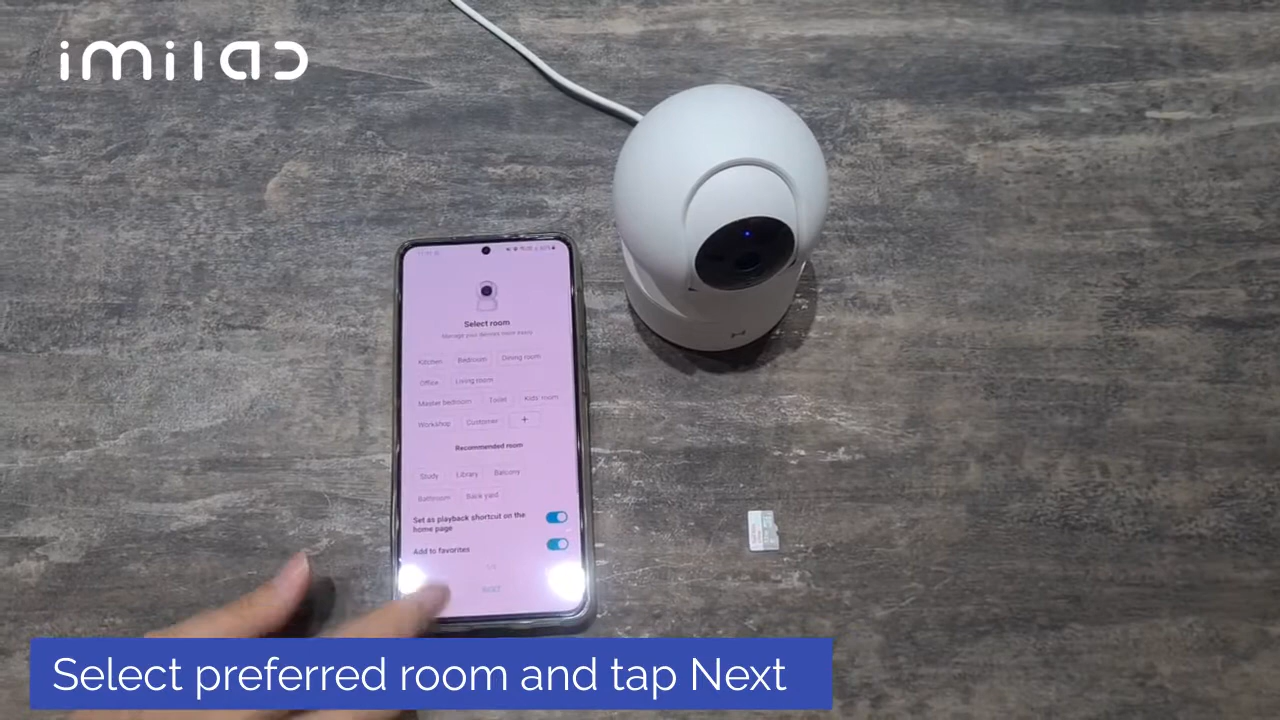 imilab
Select room
Manage your devices more easily
Kitchen Bedroom Dining room
Office Living room
Master bedroom Toilet Kids' room
Workshop Customer +
Recommended room
Study Library Balcony
Bathroom Back yard
Set as playback shortcut on the
home page
Add to favorites
Select preferred room and tap Next